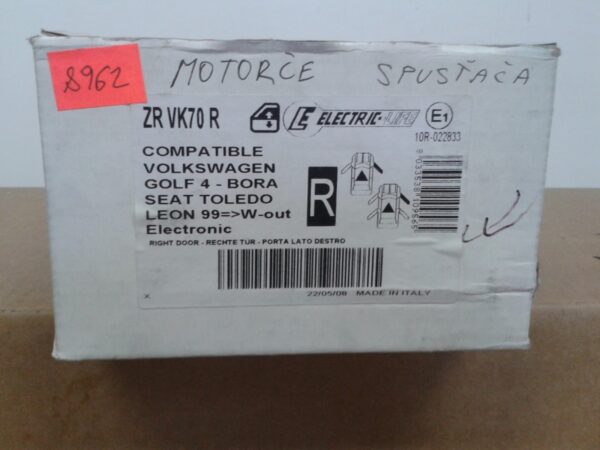 8962
MOTORČE SPUSŤAČA
ZR VK70 R
ELECTRIC-LIFE
E1
10R-022833
COMPATIBLE
VOLKSWAGEN
GOLF 4 - BORA
SEAT TOLEDO
LEON 99=>W-out
Electronic
R
RIGHT DOOR - RECHTE TUR - PORTA LATO DESTRO
X 22/05/08 MADE IN ITALY